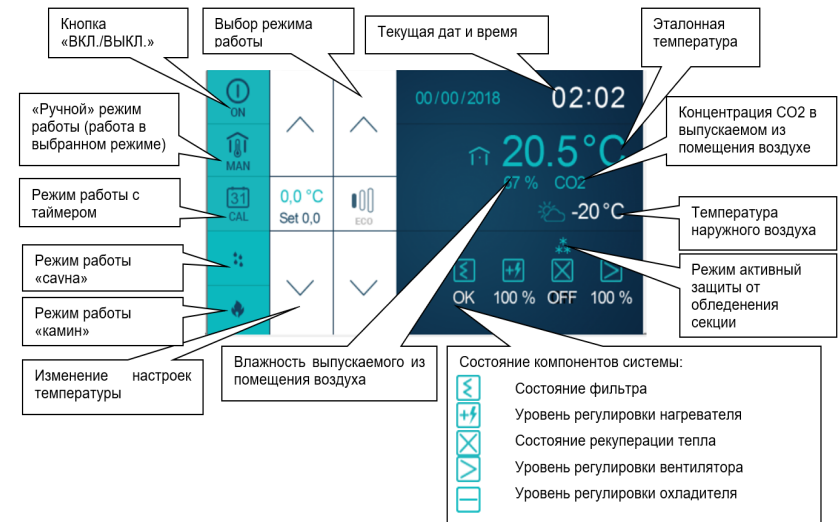 Кнопка
«ВКЛ./ВЫКЛ.»
Выбор режима
работы
Текущая дат и время
Эталонная
температура
«Ручной» режим
работы (работа в
выбранном режиме)
Режим работы с
таймером
Режим работы
«сауна»
Режим работы
«камин»
Изменение настроек
температуры
ON
MAN
31
CAL
0,0 °C
Set 0,0
ECO
00/00/2018
02:02
20.5°C
67 % CO2
-20°C
OK 100 % OFF 100 %
Концентрация CO2 в
выпускаемом из
помещения воздухе
Температура
наружного воздуха
Режим активный
защиты от
обледенения
секции
Влажность выпускаемого из
помещения воздуха
Состояние компонентов системы:
Состояние фильтра
Уровень регулировки нагревателя
Состояние рекуперации тепла
Уровень регулировки вентилятора
Уровень регулировки охладителя